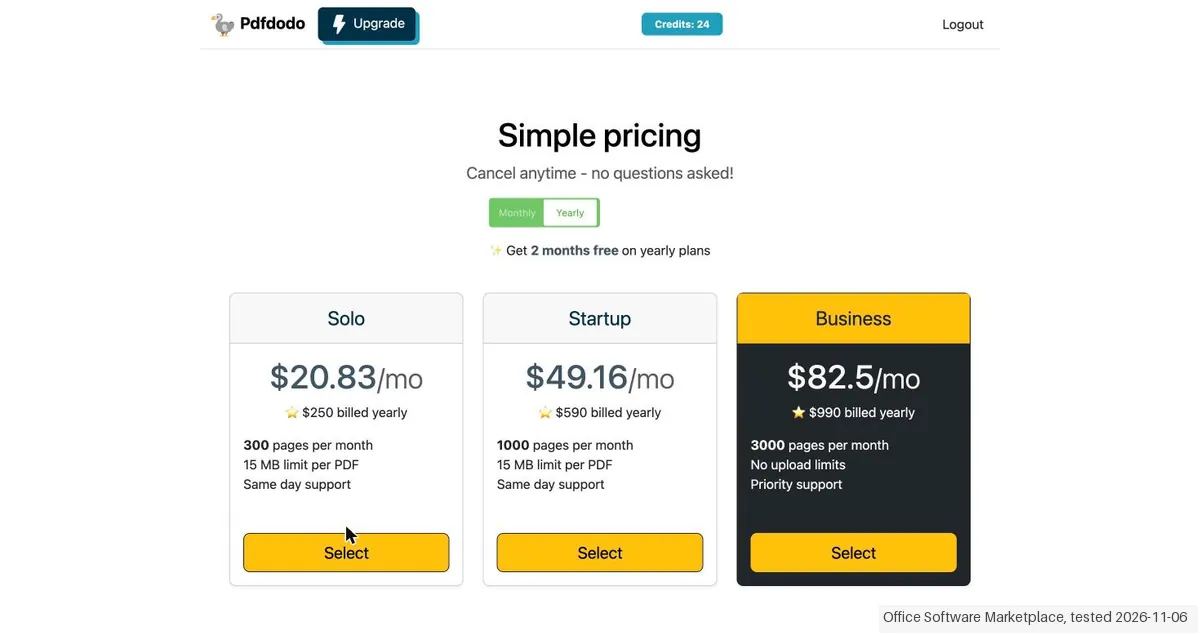 Pdfdodo
Upgrade
Credits: 24
Logout
Simple pricing
Cancel anytime - no questions asked!
Monthly
Yearly
✨ Get 2 months free on yearly plans
Solo
$20.83/mo
⭐ $250 billed yearly
300 pages per month
15 MB limit per PDF
Same day support
Select
Startup
$49.16/mo
⭐ $590 billed yearly
1000 pages per month
15 MB limit per PDF
Same day support
Select
Business
$82.5/mo
⭐ $990 billed yearly
3000 pages per month
No upload limits
Priority support
Select
Office Software Marketplace, tested 2026-11-06